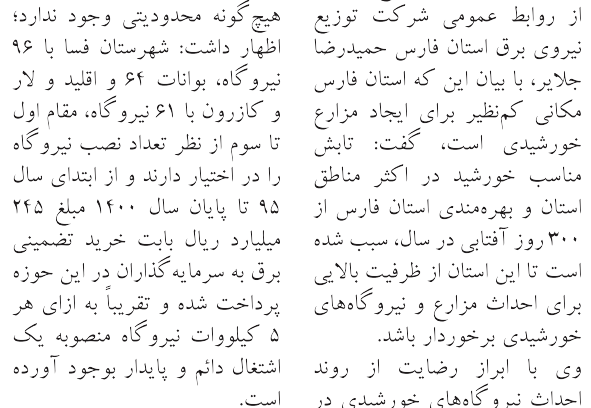 از روابط عمومی شرکت توزیع
نیروی برق استان فارس حمیدرضا
جلایر، با بیان این که استان فارس
مکانی کم‌نظیر برای ایجاد مزارع
خورشیدی است، گفت: تابش
مناسب خورشید در اکثر مناطق
استان و بهره‌مندی استان فارس از
۳۰۰ روز آفتابی در سال، سبب شده
است تا این استان از ظرفیت بالایی
برای احداث مزارع و نیروگاه‌های
خورشیدی برخوردار باشد.
وی با ابراز رضایت از روند
احداث نیروگاه‌های خورشیدی در
هیچ‌گونه محدودیتی وجود ندارد؛
اظهار داشت: شهرستان فسا با ۹۶
نیروگاه، بوانات ۶۴ و اقلید و لار
و کازرون با ۶۱ نیروگاه، مقام اول
تا سوم از نظر تعداد نصب نیروگاه
را در اختیار دارند و از ابتدای سال
۹۵ تا پایان سال ۱۴۰۰ مبلغ ۲۴۵
میلیارد ریال بابت خرید تضمینی
برق به سرمایه‌گذاران در این حوزه
پرداخت شده و تقریباً به ازای هر
۵ کیلووات نیروگاه منصوبه یک
اشتغال دائم و پایدار بوجود آورده
است.